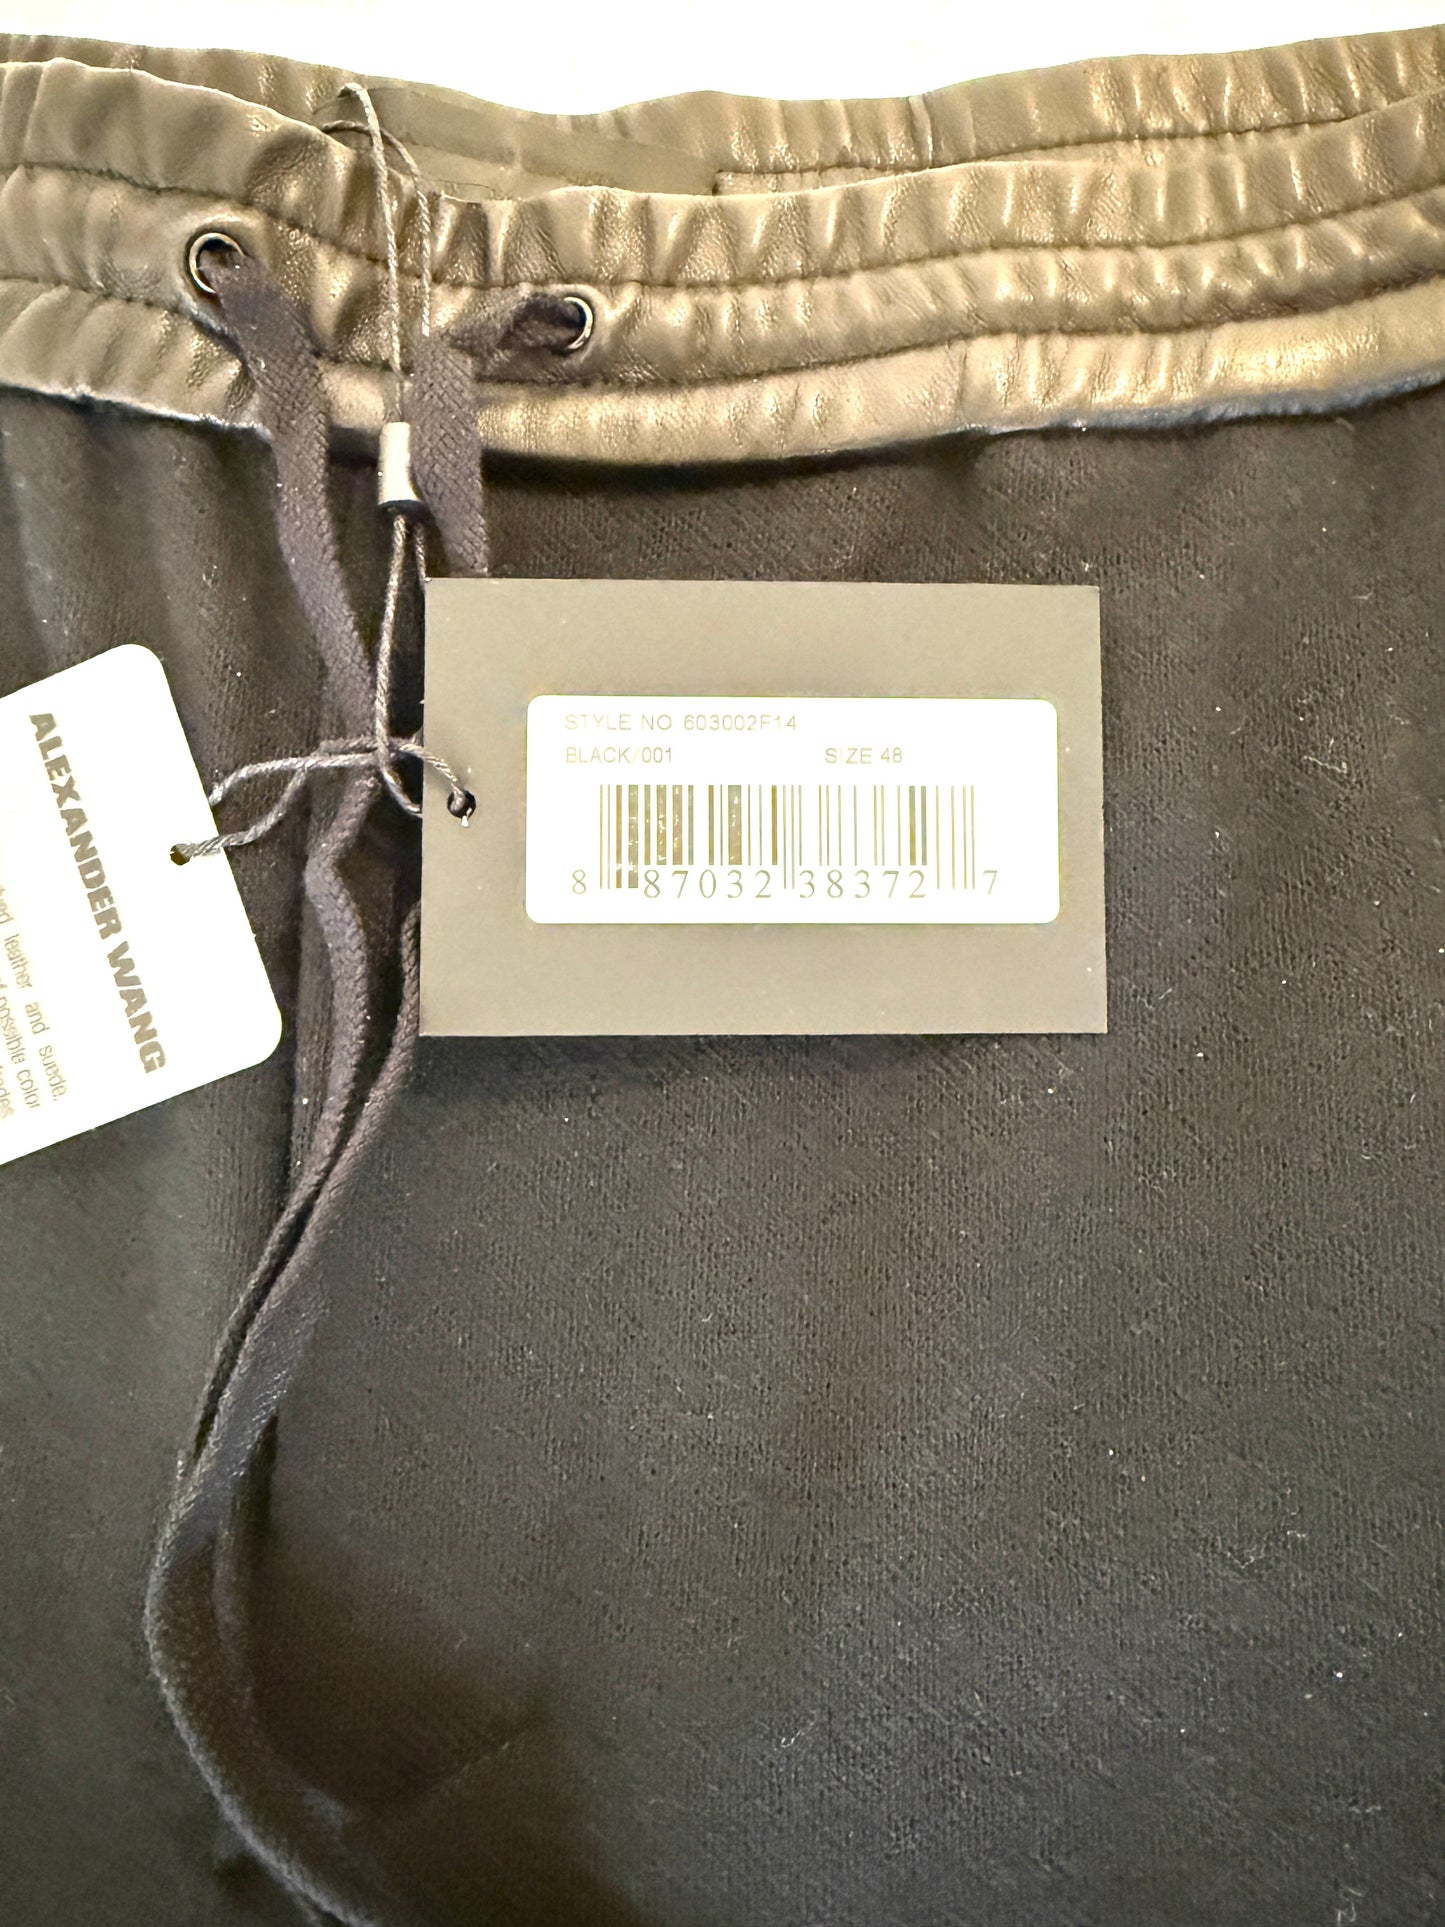 STYLE NO 603002F14
BLACK/001 SIZE 48
8 87032 38372 7
ALEXANDER WANG
leather and suede,
possible color